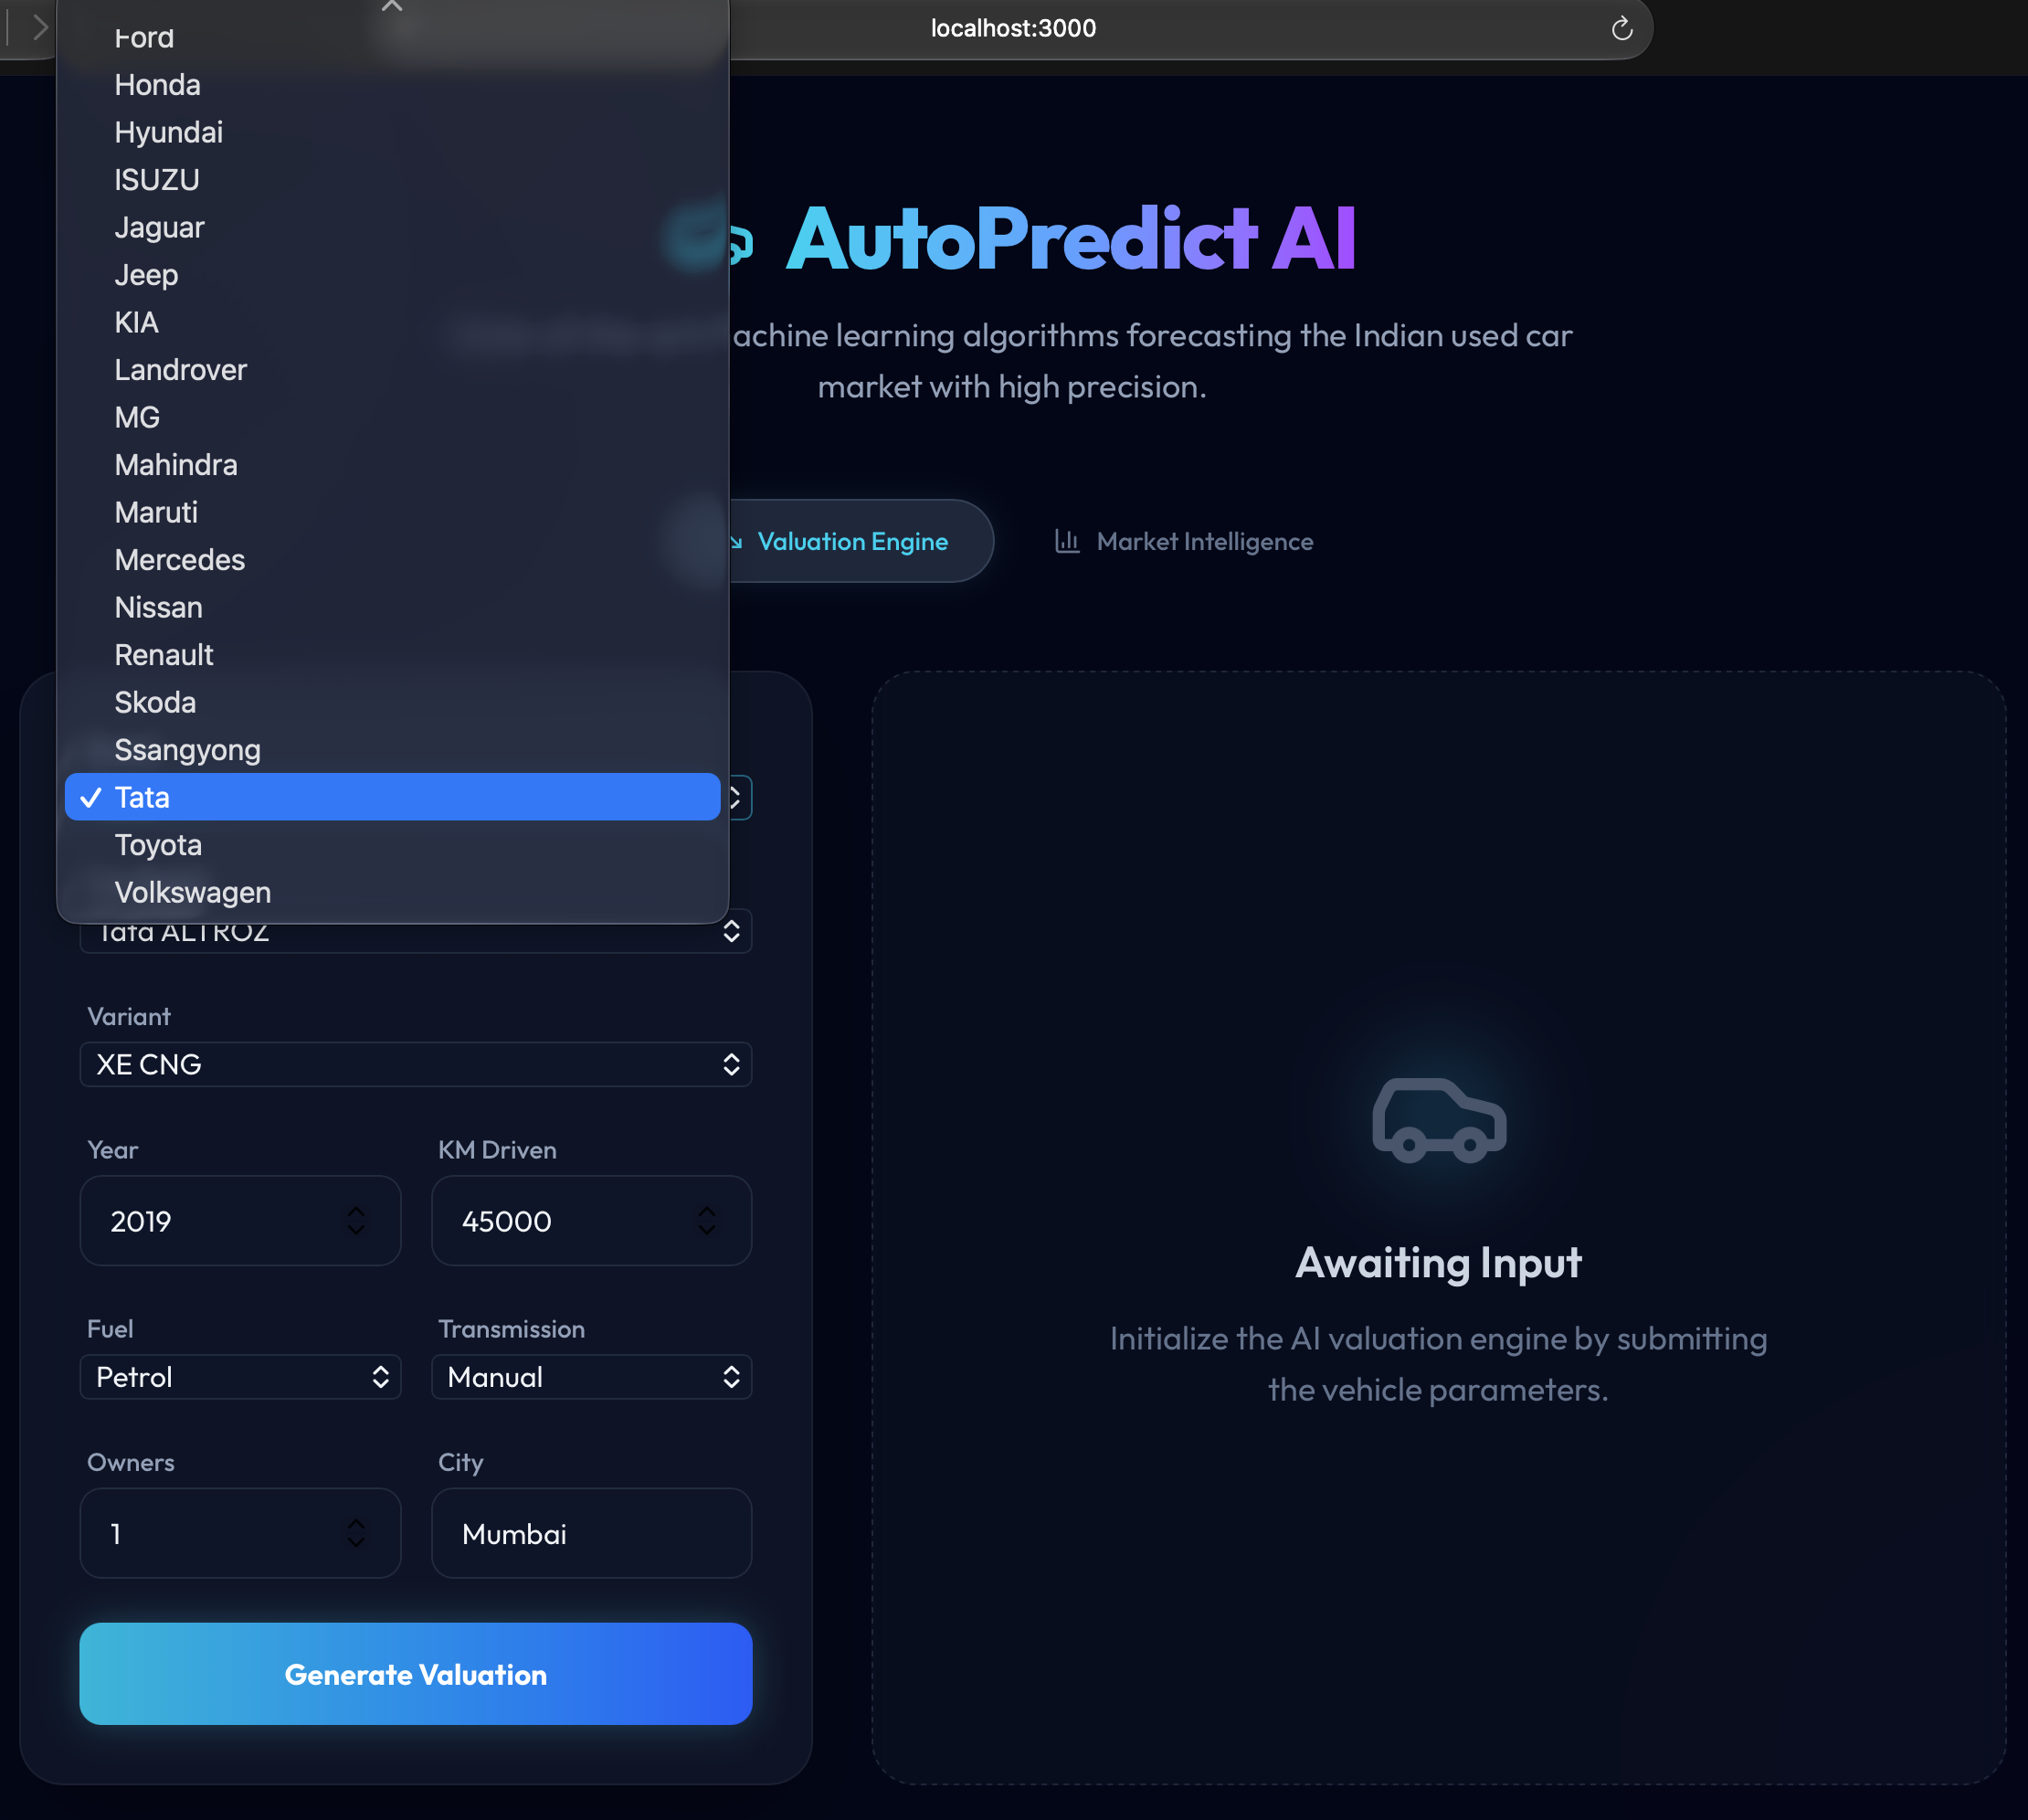 localhost:3000
Ford
Honda
Hyundai
ISUZU
Jaguar
Jeep
KIA
Landrover
MG
Mahindra
Maruti
Mercedes
Nissan
Renault
Skoda
Ssangyong
Tata
Toyota
Volkswagen
AutoPredict AI
achine learning algorithms forecasting the Indian used car
market with high precision.
Valuation Engine
Market Intelligence
Tata ALTROZ
Variant
XE CNG
Year
KM Driven
2019
45000
Fuel
Transmission
Petrol
Manual
Owners
City
1
Mumbai
Generate Valuation
Awaiting Input
Initialize the AI valuation engine by submitting
the vehicle parameters.